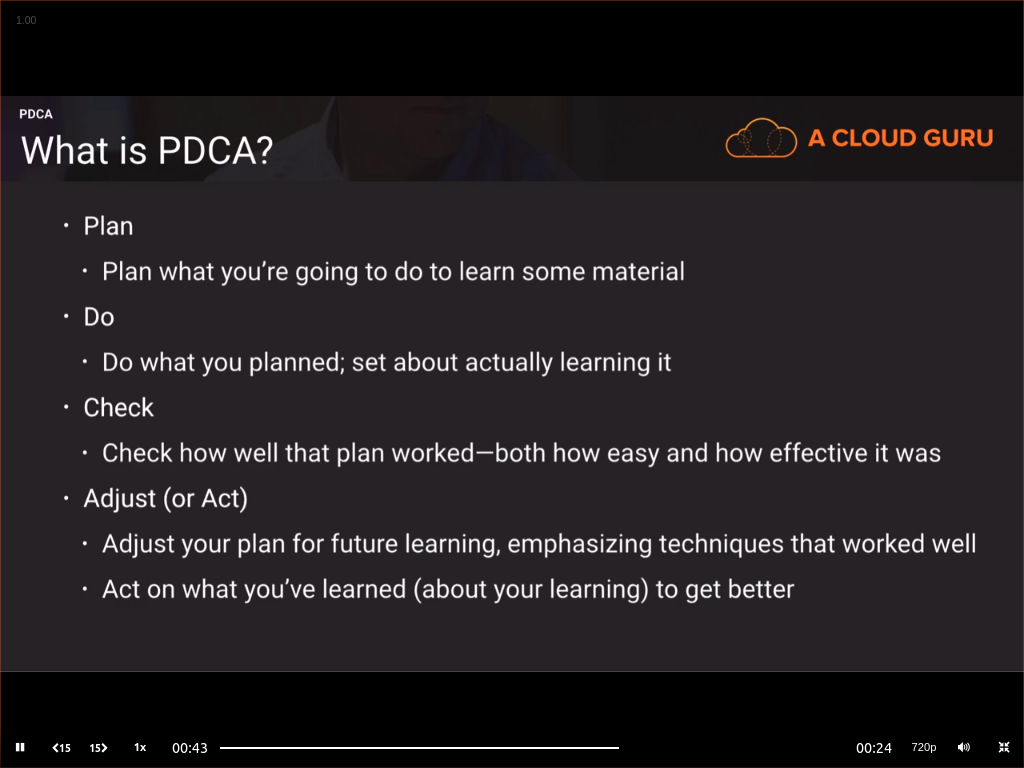 1.00
PDCA
What is PDCA?
A CLOUD GURU
• Plan
• Plan what you’re going to do to learn some material
• Do
• Do what you planned; set about actually learning it
• Check
• Check how well that plan worked—both how easy and how effective it was
• Adjust (or Act)
• Adjust your plan for future learning, emphasizing techniques that worked well
• Act on what you’ve learned (about your learning) to get better
15 15 1x 00:43 00:24 720p